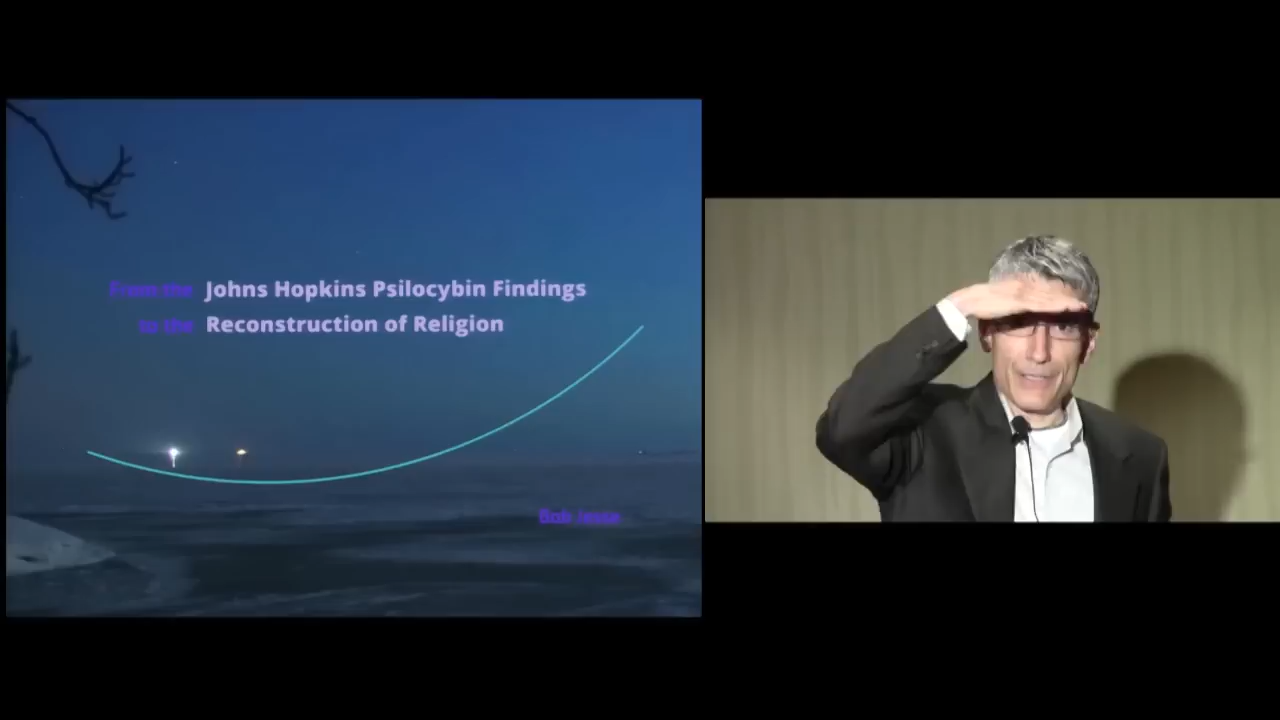 From the Johns Hopkins Psilocybin Findings
to the Reconstruction of Religion
Bob Jesse